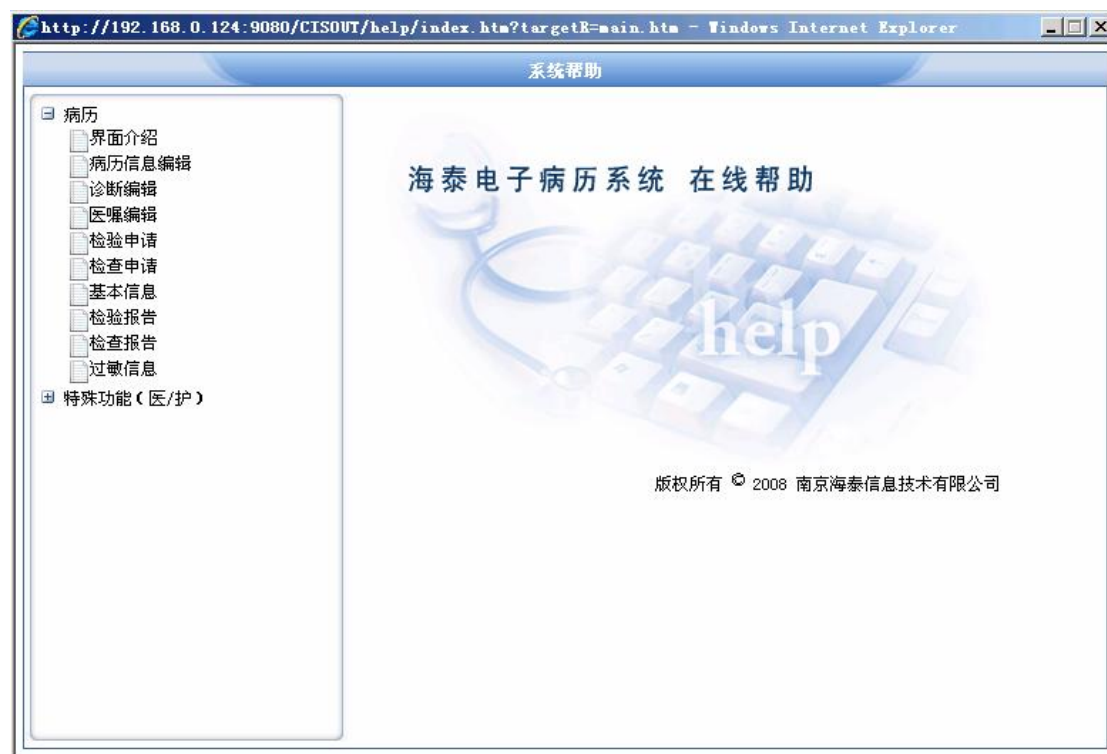 http://192.168.0.124:9080/CISOUT/help/index.htm?targetR=main.htm - Windows Internet Explorer
系统帮助
病历
界面介绍
病历信息编辑
诊断编辑
医嘱编辑
检验申请
检查申请
基本信息
检验报告
检查报告
过敏信息
特殊功能(医/护)
海泰电子病历系统 在线帮助
help
版权所有 © 2008 南京海泰信息技术有限公司